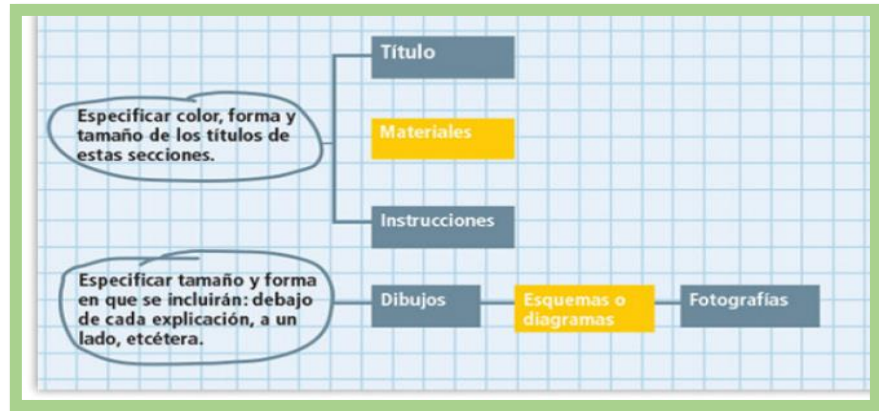 Título
Especificar color, forma y
tamaño de los títulos de
estas secciones.
Materiales
Instrucciones
Especificar tamaño y forma
en que se incluirán: debajo
de cada explicación, a un
lado, etcétera.
Dibujos
Esquemas o
diagramas
Fotografías